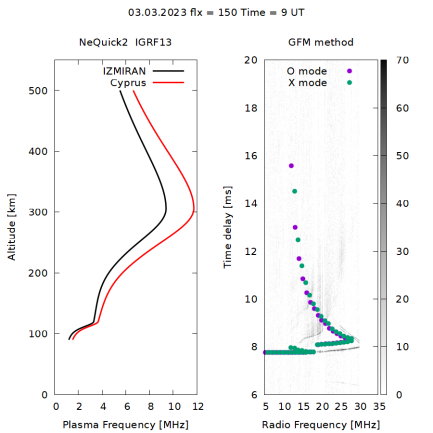 03.03.2023 flx = 150 Time = 9 UT
NeQuick2 IGRF13
IZMIRAN
Cyprus
500
400
300
200
100
0
Altitude [km]
0 2 4 6 8 10 12
Plasma Frequency [MHz]
GFM method
O mode
X mode
20
18
16
14
12
10
8
6
Time delay [ms]
5 10 15 20 25 30 35
Radio Frequency [MHz]
70
60
50
40
30
20
10
0